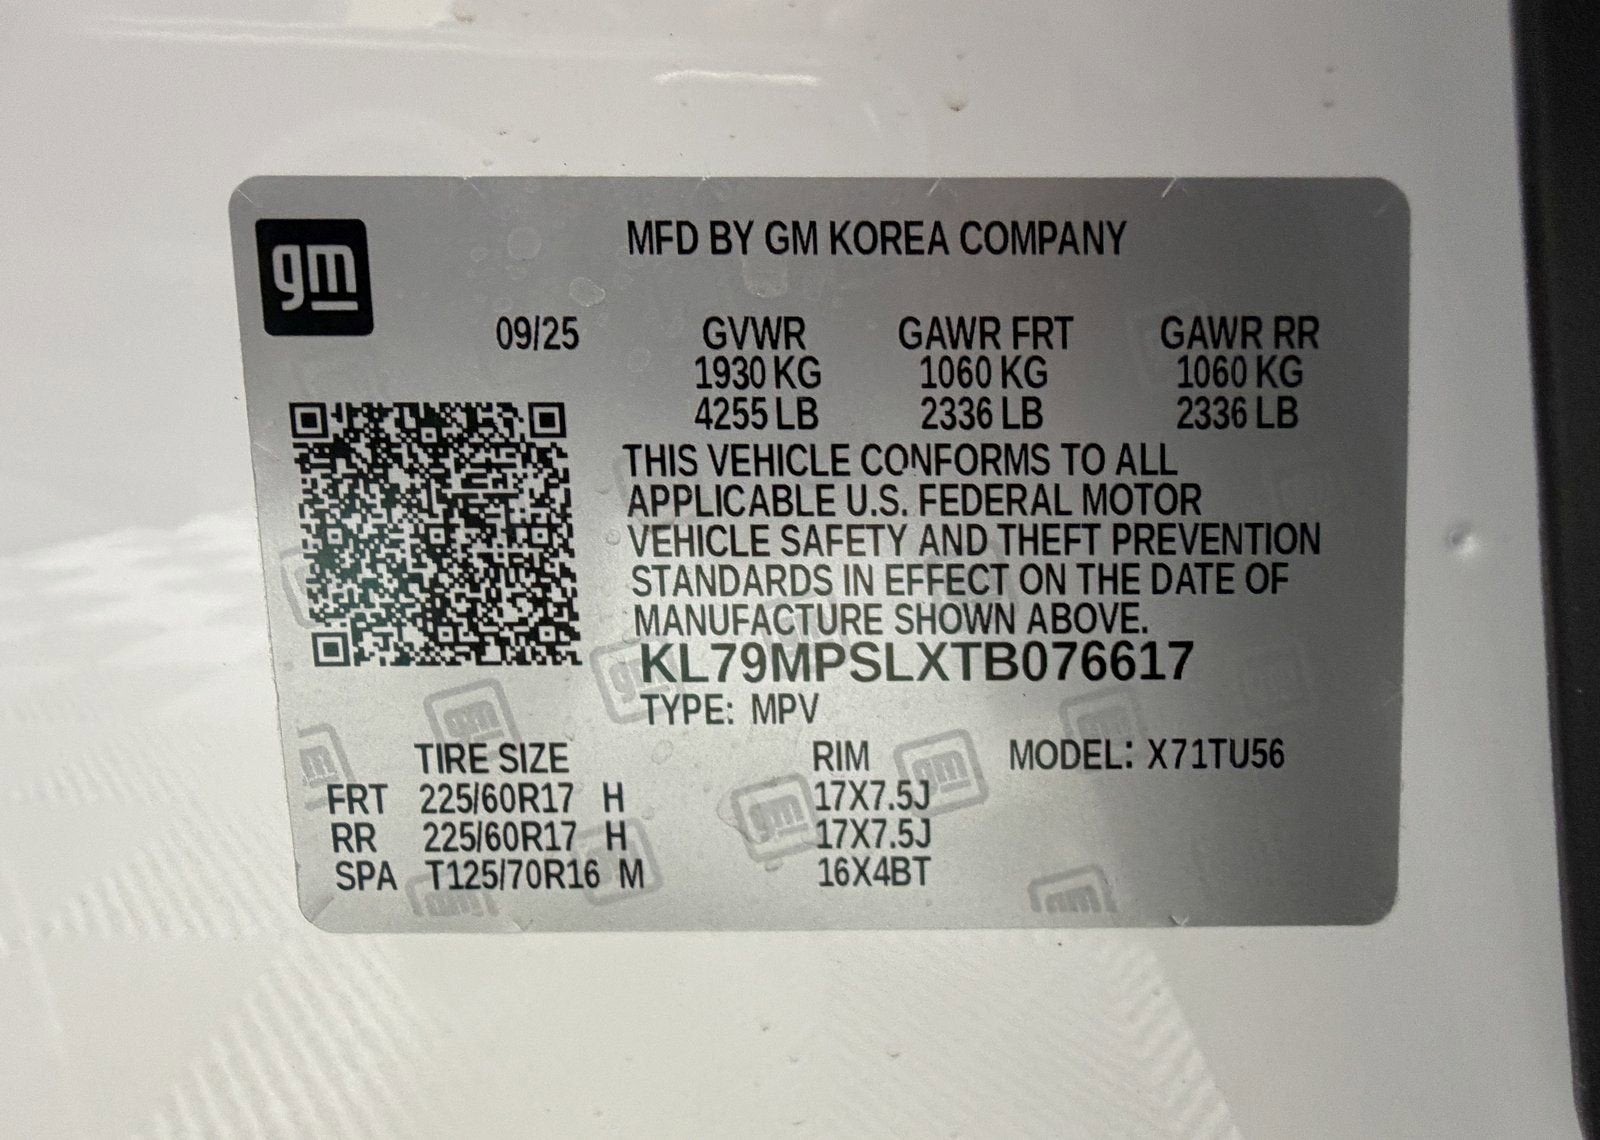 gm
MFD BY GM KOREA COMPANY
09/25 GVWR GAWR FRT GAWR RR
1930 KG 1060 KG 1060 KG
4255 LB 2336 LB 2336 LB
THIS VEHICLE CONFORMS TO ALL
APPLICABLE U.S. FEDERAL MOTOR
VEHICLE SAFETY AND THEFT PREVENTION
STANDARDS IN EFFECT ON THE DATE OF
MANUFACTURE SHOWN ABOVE.
KL79MPSLXTB076617
TYPE: MPV
TIRE SIZE RIM MODEL: X71TU56
FRT 225/60R17 H 17X7.5J
RR 225/60R17 H 17X7.5J
SPA T125/70R16 M 16X4BT